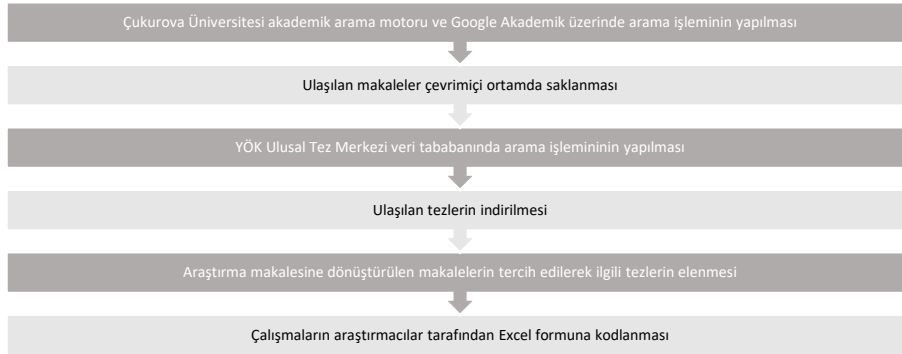 Çukurova Üniversitesi akademik arama motoru ve Google Akademik üzerinde arama işleminin yapılması
Ulaşılan makaleler çevrimiçi ortamda saklanması
YÖK Ulusal Tez Merkezi veri tababanında arama işlemininin yapılması
Ulaşılan tezlerin indirilmesi
Araştırma makalesine dönüştürülen makalelerin tercih edilerek ilgili tezlerin elenmesi
Çalışmaların araştırmacılar tarafından Excel formuna kodlanması